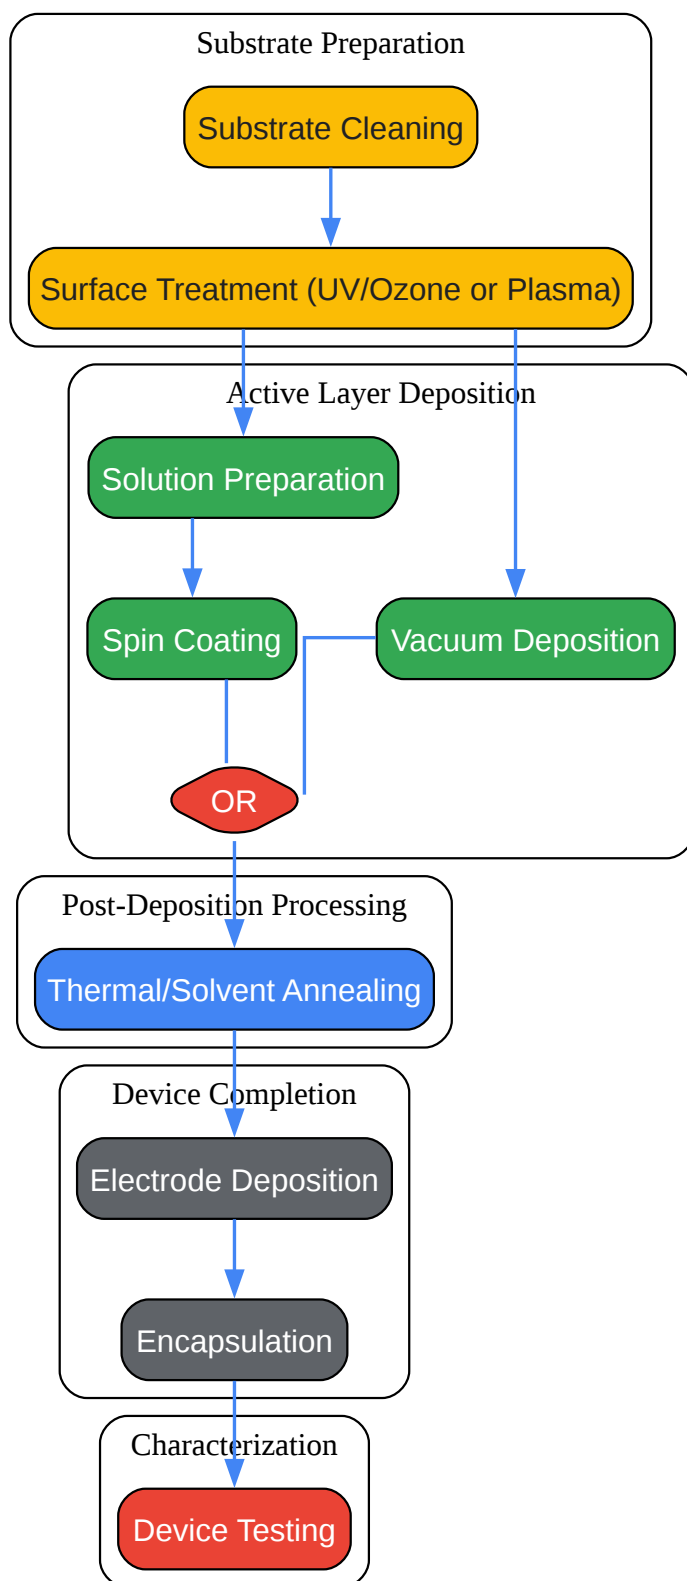 Substrate Preparation
Substrate Cleaning
Surface Treatment (UV/Ozone or Plasma)
Active Layer Deposition
Solution Preparation
Spin Coating
Vacuum Deposition
OR
Post-Deposition Processing
Thermal/Solvent Annealing
Device Completion
Electrode Deposition
Encapsulation
Characterization
Device Testing